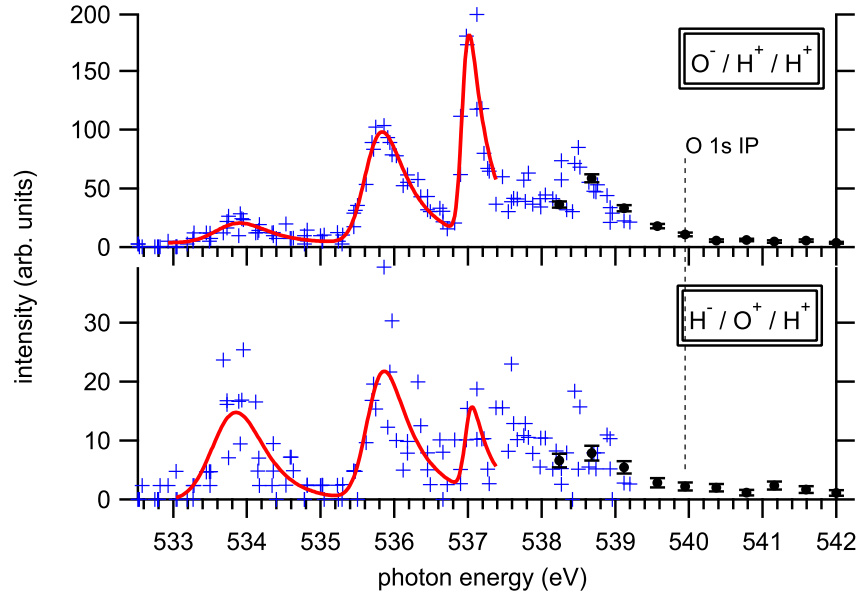 200
150
100
50
0
O⁻ / H⁺ / H⁺
O 1s IP
intensity (arb. units)
30
20
10
0
H⁻ / O⁺ / H⁺
533 534 535 536 537 538 539 540 541 542
photon energy (eV)